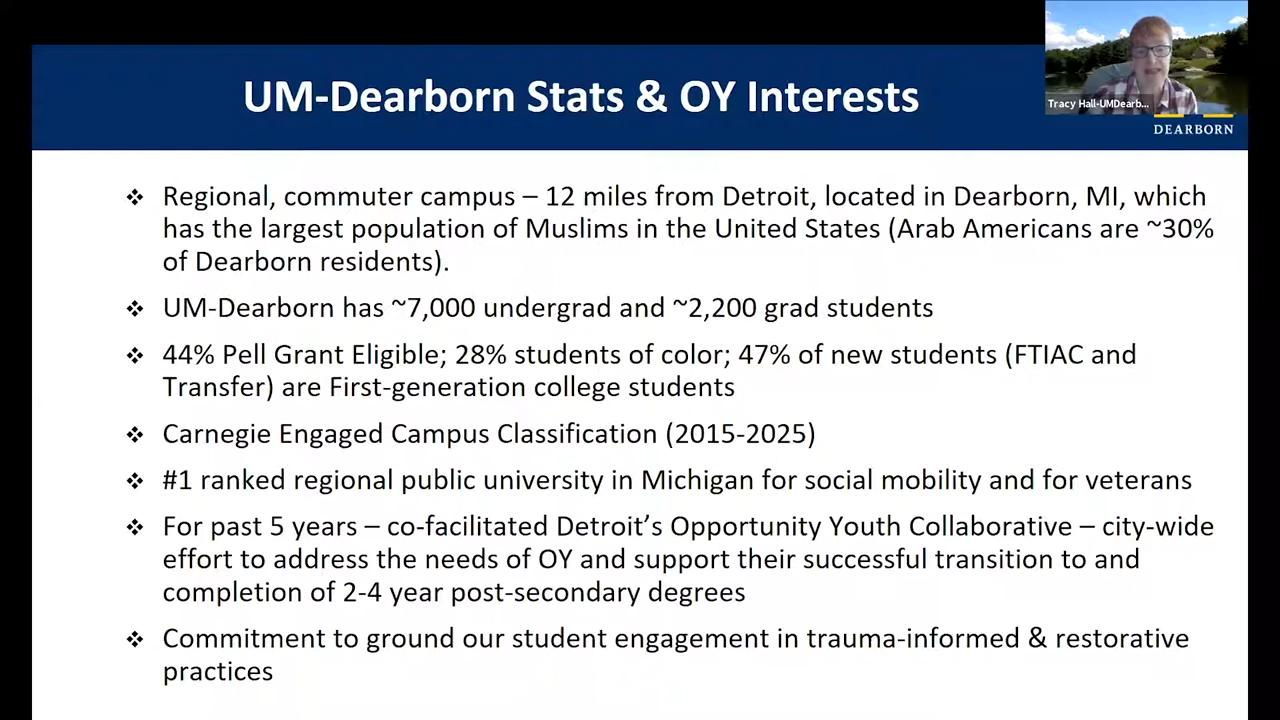 UM-Dearborn Stats & OY Interests
Tracy Hall-UMDearb...
DEARBORN
❖ Regional, commuter campus – 12 miles from Detroit, located in Dearborn, MI, which
has the largest population of Muslims in the United States (Arab Americans are ~30%
of Dearborn residents).
❖ UM-Dearborn has ~7,000 undergrad and ~2,200 grad students
❖ 44% Pell Grant Eligible; 28% students of color; 47% of new students (FTIAC and
Transfer) are First-generation college students
❖ Carnegie Engaged Campus Classification (2015-2025)
❖ #1 ranked regional public university in Michigan for social mobility and for veterans
❖ For past 5 years – co-facilitated Detroit’s Opportunity Youth Collaborative – city-wide
effort to address the needs of OY and support their successful transition to and
completion of 2-4 year post-secondary degrees
❖ Commitment to ground our student engagement in trauma-informed & restorative
practices